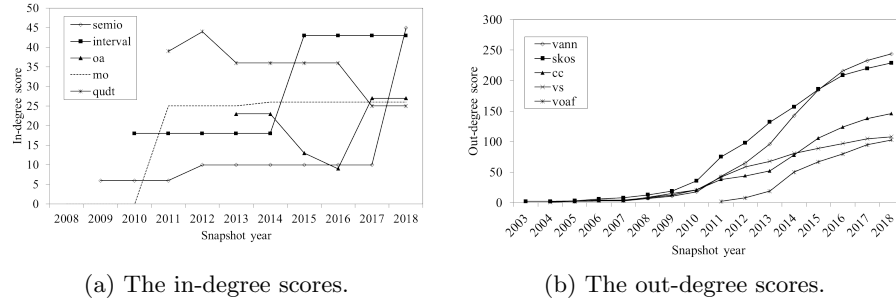 50
45
40
35
30
25
20
15
10
5
0
In-degree score
semio
interval
oa
mo
qudt
2008 2009 2010 2011 2012 2013 2014 2015 2016 2017 2018
Snapshot year
(a) The in-degree scores.
300
250
200
150
100
50
0
Out-degree score
vann
skos
cc
vs
voaf
2003 2004 2005 2006 2007 2008 2009 2010 2011 2012 2013 2014 2015 2016 2017 2018
Snapshot year
(b) The out-degree scores.